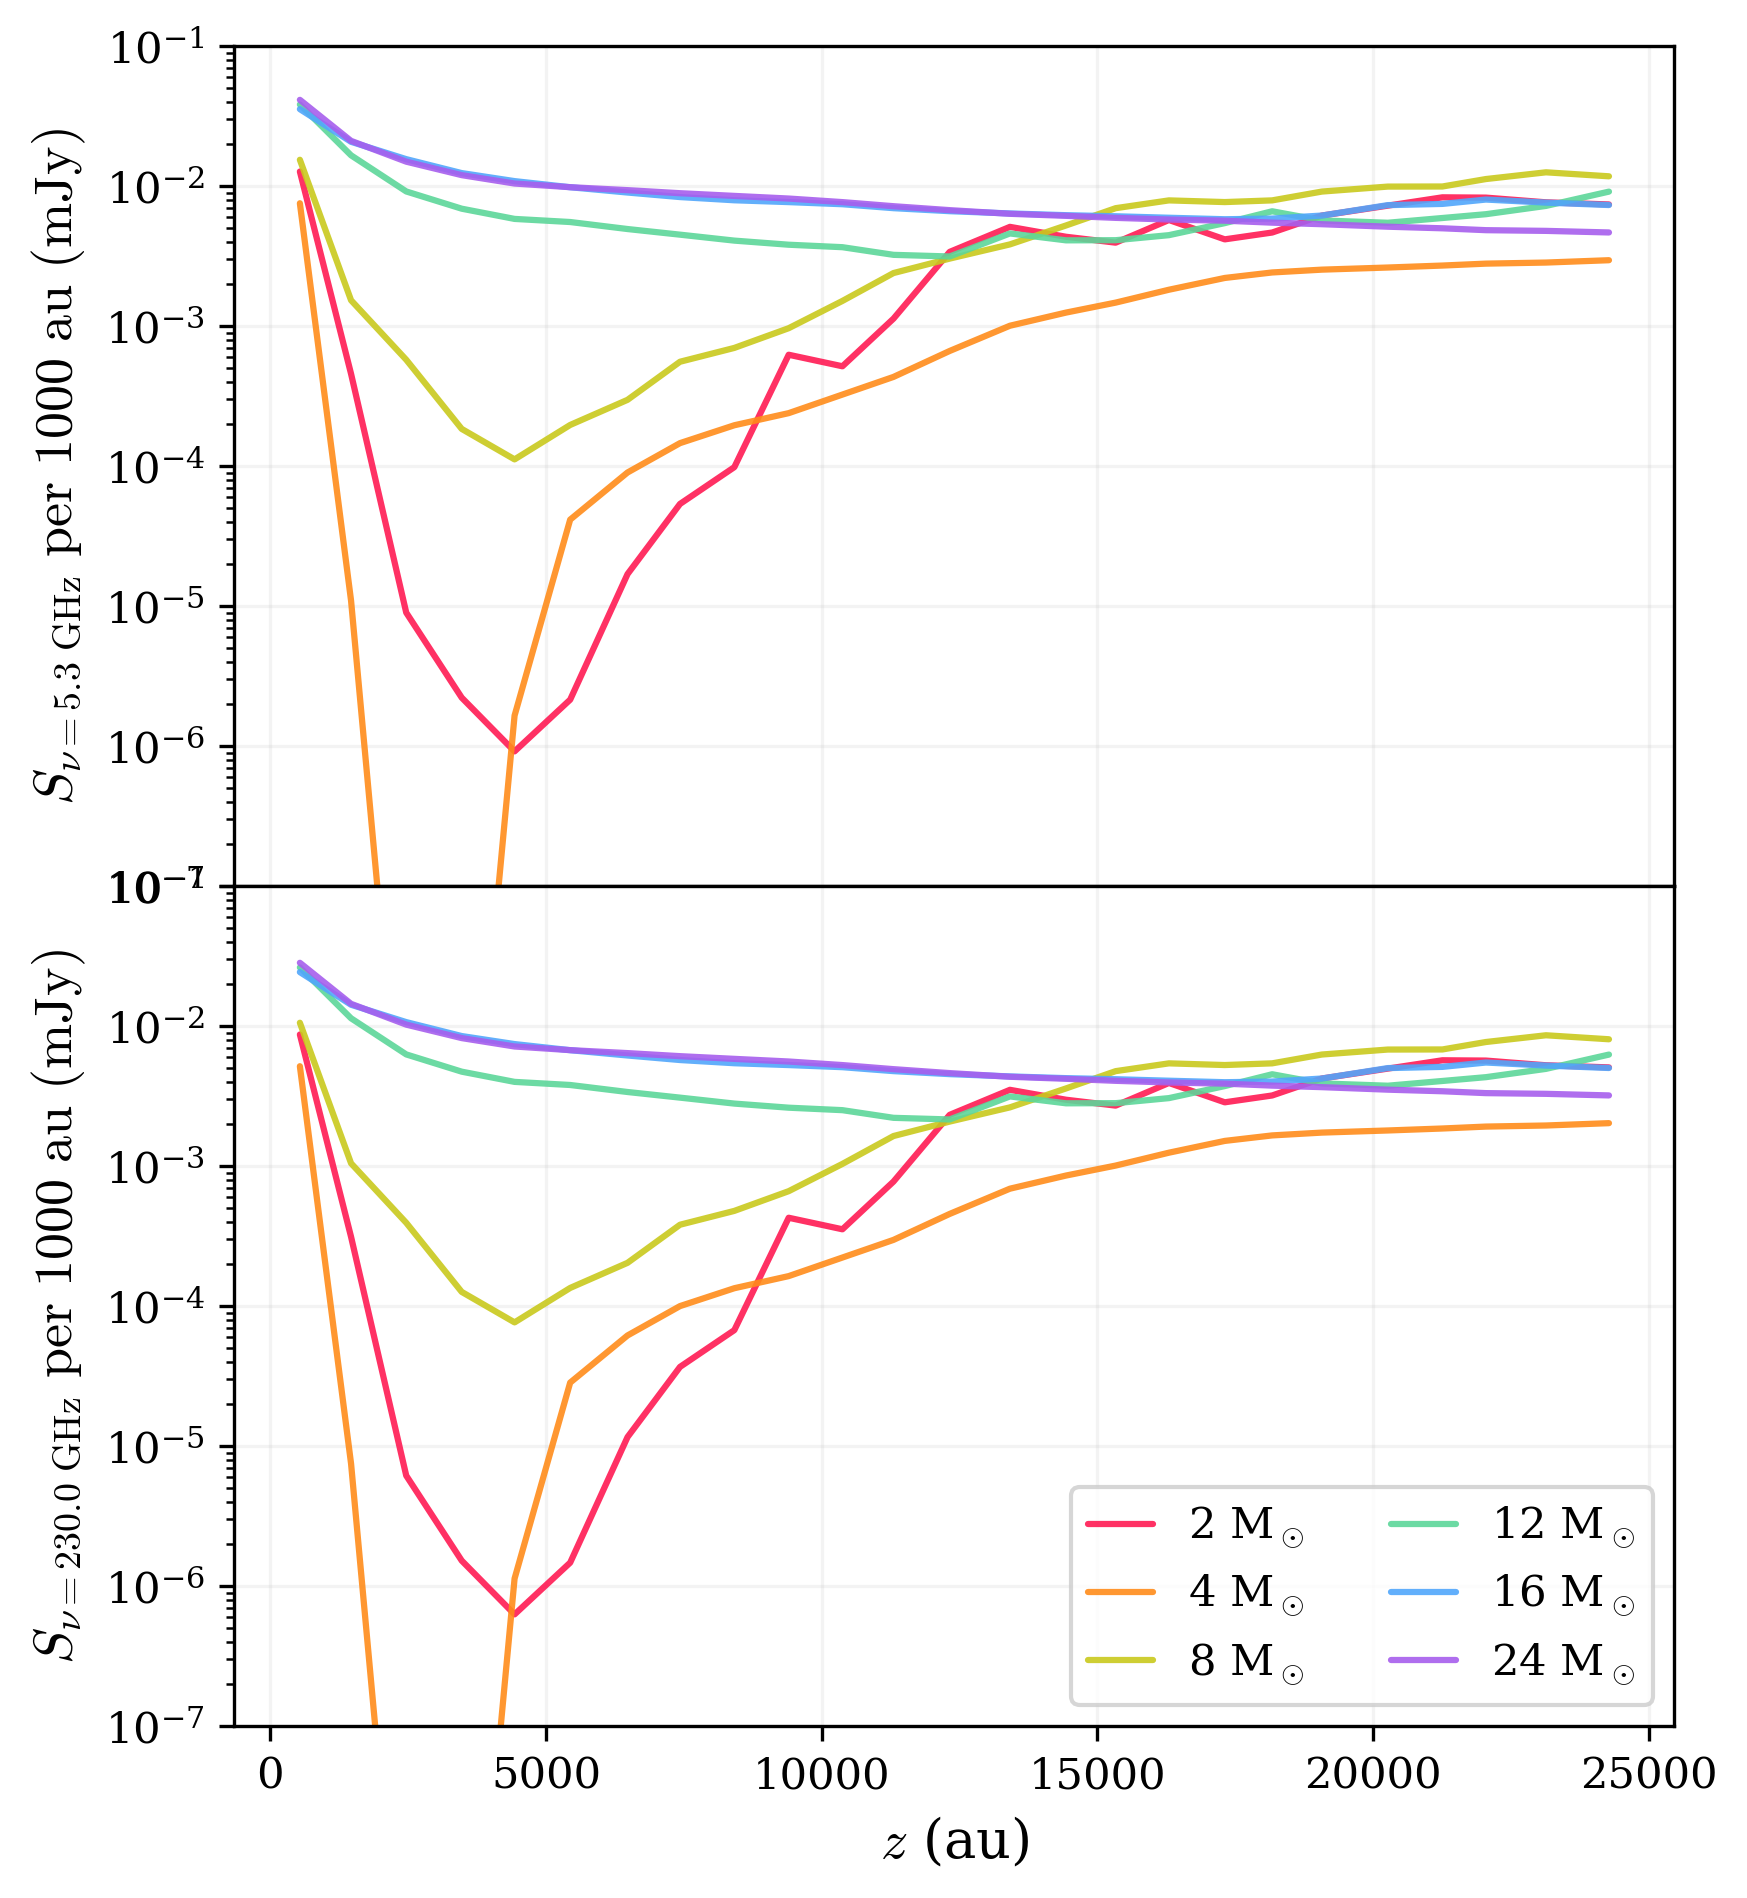 10⁻¹
10⁻²
10⁻³
10⁻⁴
10⁻⁵
10⁻⁶
10⁻⁷
S_ν=5.3 GHz per 1000 au (mJy)
10⁻²
10⁻³
10⁻⁴
10⁻⁵
10⁻⁶
10⁻⁷
S_ν=230.0 GHz per 1000 au (mJy)
2 M☉ 12 M☉
4 M☉ 16 M☉
8 M☉ 24 M☉
0 5000 10000 15000 20000 25000
z (au)